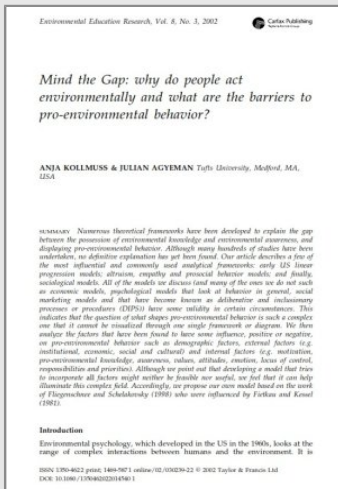 Environmental Education Research, Vol. 8, No. 3, 2002
Carfax Publishing
Mind the Gap: why do people act
environmentally and what are the barriers to
pro-environmental behavior?
ANJA KOLLMUSS & JULIAN AGYEMAN Tufts University, Medford, MA,
USA
SUMMARY Numerous theoretical frameworks have been developed to explain the gap
between the possession of environmental knowledge and environmental awareness, and
displaying pro-environmental behavior. Although many hundreds of studies have been
undertaken, no definitive explanation has yet been found. Our article describes a few of
the most influential and commonly used analytical frameworks: early US linear
progression models; altruism, empathy and prosocial behavior models; and finally,
sociological models. All of the models we discuss (and many of the ones we do not such
as economic models, psychological models that look at behavior in general, social
marketing models and that have become known as deliberative and inclusionary
processes or procedures (DIPS)) have some validity in certain circumstances. This
indicates that the question of what shapes pro-environmental behavior is such a complex
one that it cannot be visualized through one single framework or diagram. We then
analyze the factors that have been found to have some influence, positive or negative,
on pro-environmental behavior such as demographic factors, external factors (e.g.
institutional, economic, social and cultural) and internal factors (e.g. motivation,
pro-environmental knowledge, awareness, values, attitudes, emotion, locus of control,
responsibilities and priorities). Although we point out that developing a model that tries
to incorporate all factors might neither be feasible nor useful, we feel that it can help
illuminate this complex field. Accordingly, we propose our own model based on the work
of Fliegenschnee and Schelakovsky (1998) who were influenced by Fietkau and Kessel
(1981).
Introduction
Environmental psychology, which developed in the US in the 1960s, looks at the
range of complex interactions between humans and the environment. It is
ISSN 1350-4622 print; 1469-5871 online/02/030239-22 © 2002 Taylor & Francis Ltd
DOI: 10.1080/1350462022014540 1